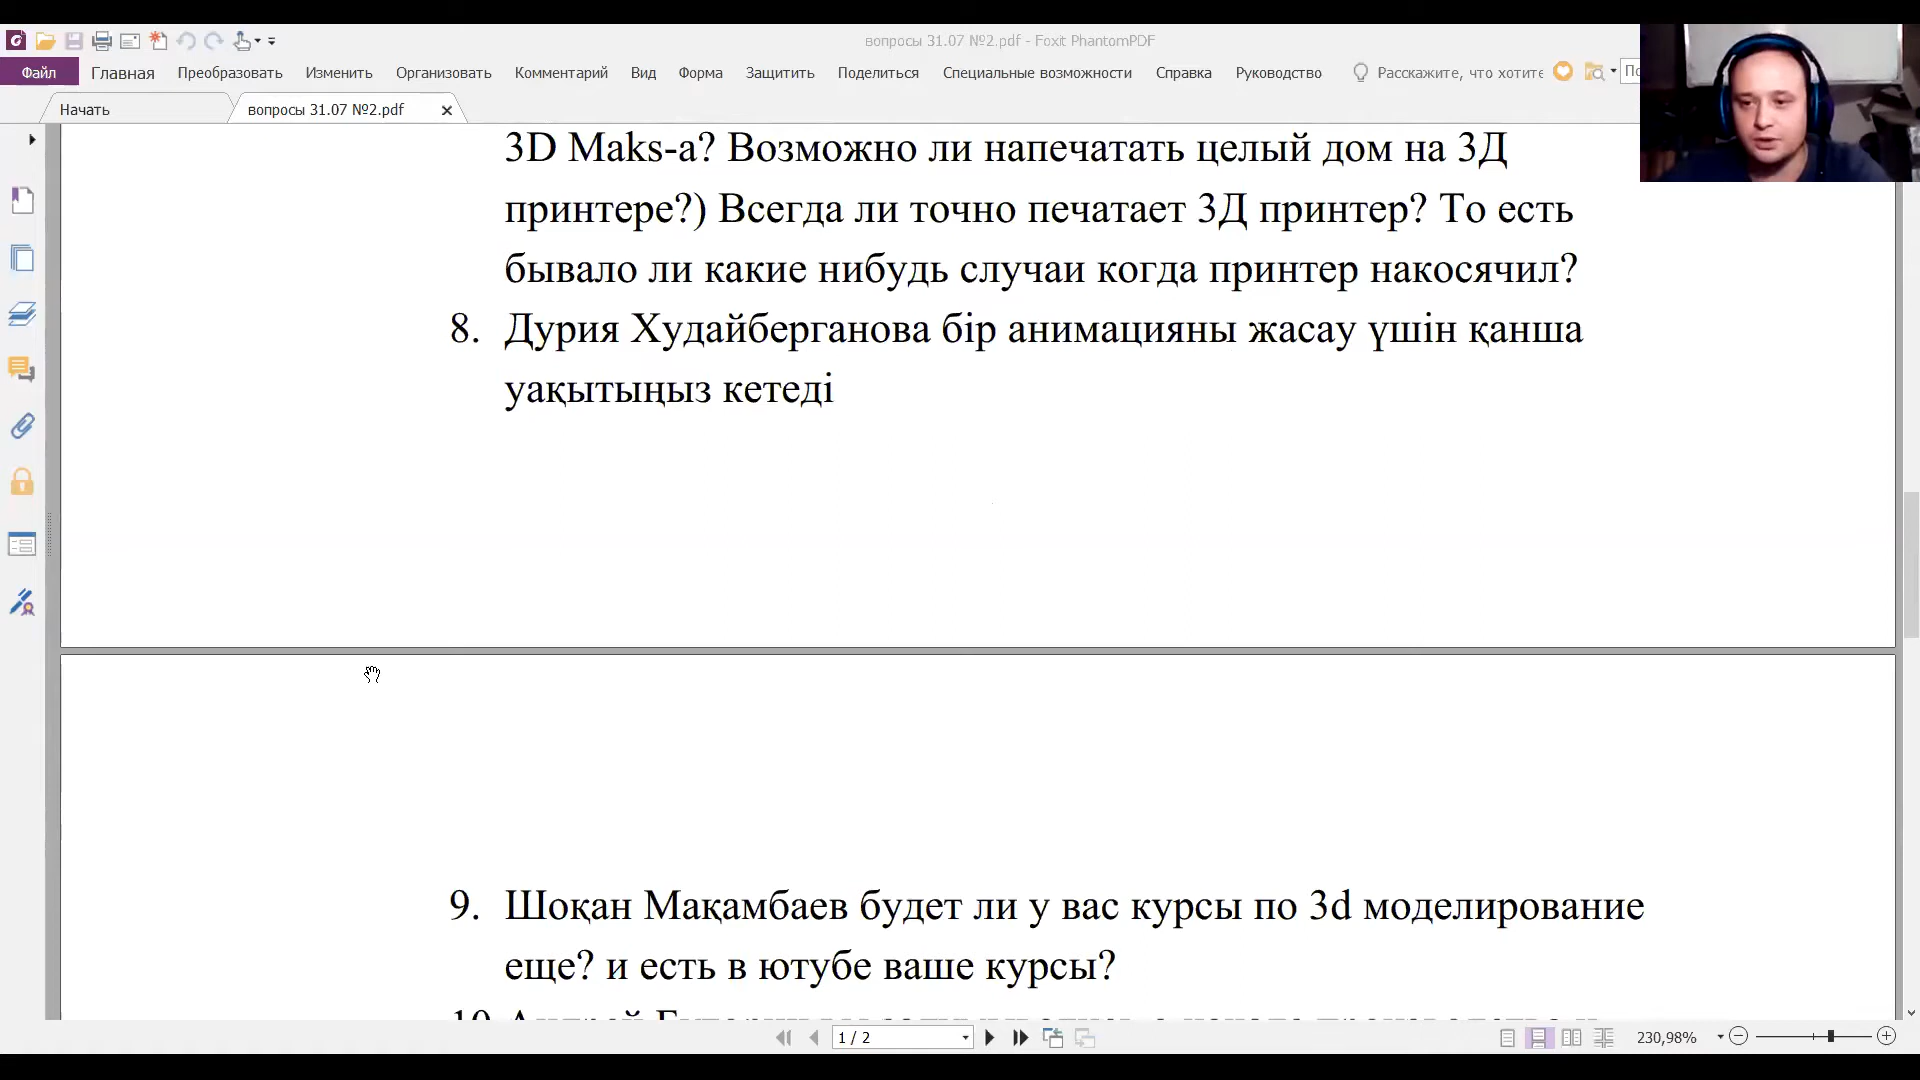 вопросы 31.07 №2.pdf - Foxit PhantomPDF
Файл Главная Преобразовать Изменить Организовать Комментарий Вид Форма Защитить Поделиться Специальные возможности Справка Руководство Расскажите, что хотите По
Начать вопросы 31.07 №2.pdf
3D Maks-а? Возможно ли напечатать целый дом на 3Д
принтере?) Всегда ли точно печатает 3Д принтер? То есть
бывало ли какие нибудь случаи когда принтер накосячил?
8. Дурия Худайберганова бір анимацияны жасау үшін қанша
уақытыңыз кетеді
9. Шоқан Мақамбаев будет ли у вас курсы по 3d моделирование
еще? и есть в ютубе ваше курсы?
1 / 2 230,98%